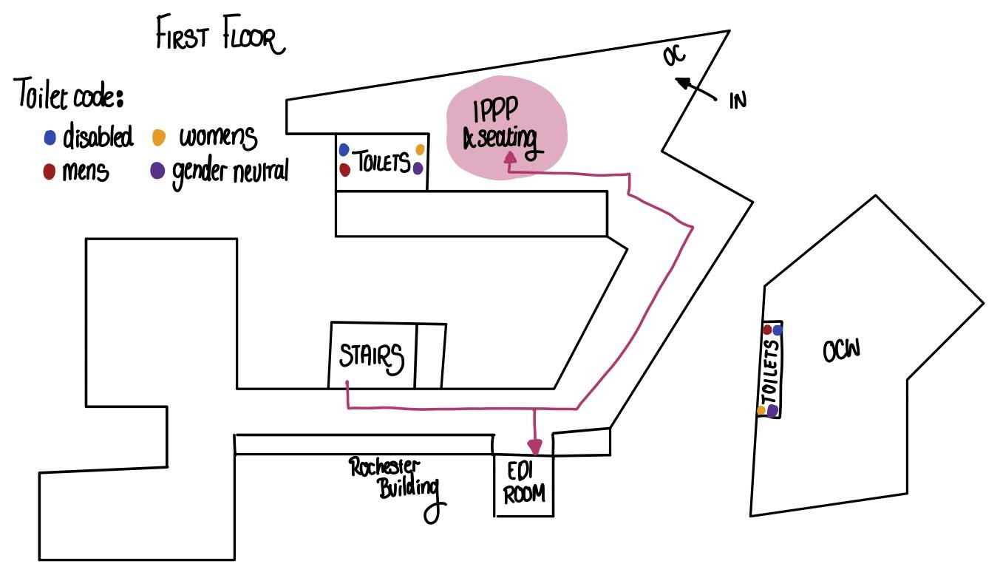 FIRST FLOOR
Toilet code:
disabled
womens
mens
gender neutral
OC
IN
IPPP
& seating
TOILETS
STAIRS
Rochester
Building
EDI
ROOM
TOILETS
OCW